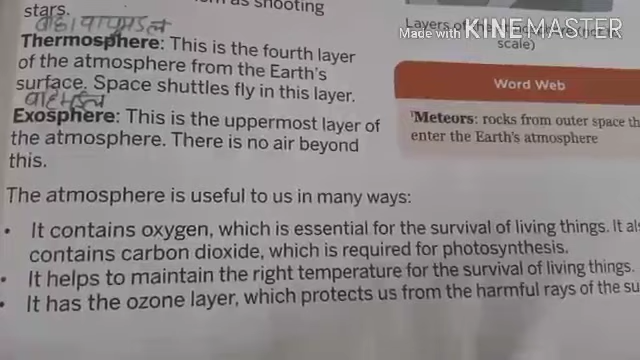 as shooting
stars.
Thermosphere: This is the fourth layer
of the atmosphere from the Earth's
surface. Space shuttles fly in this layer.
Exosphere: This is the uppermost layer of
the atmosphere. There is no air beyond
this.
The atmosphere is useful to us in many ways:
• It contains oxygen, which is essential for the survival of living things. It al
contains carbon dioxide, which is required for photosynthesis.
• It helps to maintain the right temperature for the survival of living things.
• It has the ozone layer, which protects us from the harmful rays of the su
Layers of
scale)
Made with KINEMASTER
Word Web
Meteors: rocks from outer space th
enter the Earth's atmosphere